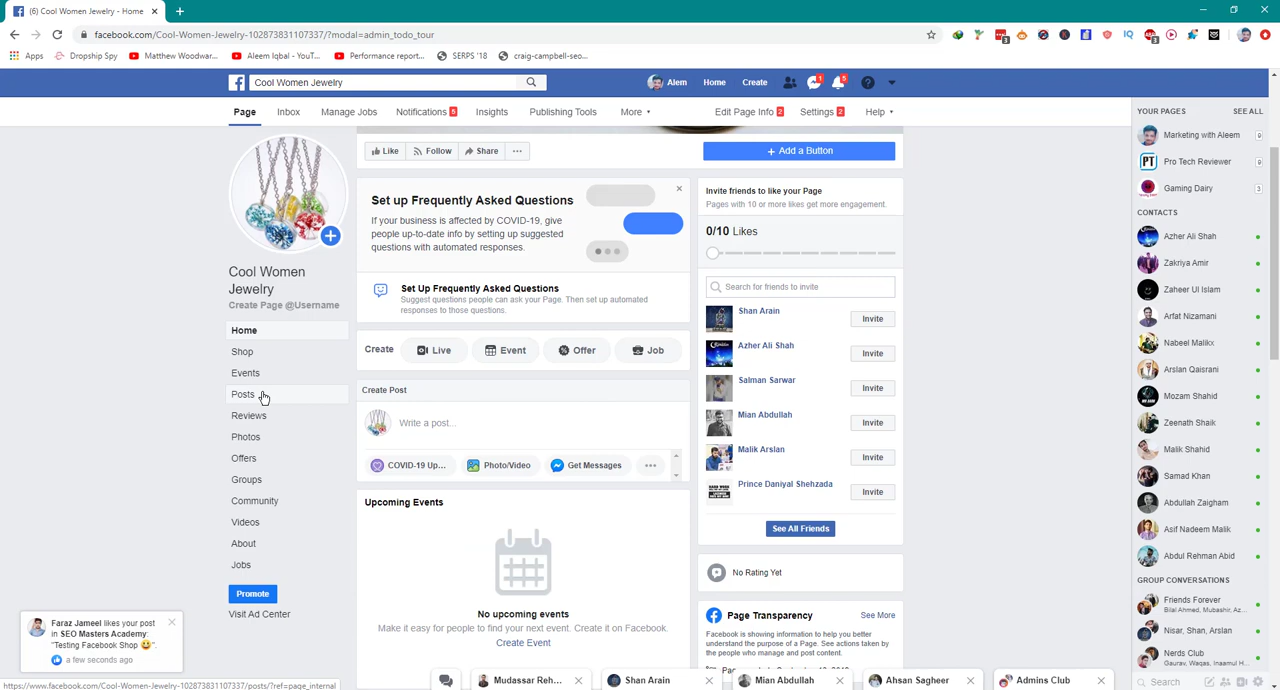 (6) Cool Women Jewelry - Home
facebook.com/Cool-Women-Jewelry-102873831107337/?modal=admin_todo_tour
Apps Dropship Spy Matthew Woodwar... Aleem Iqbal - YouT... Performance report... SERPS '18 craig-campbell-seo...
Cool Women Jewelry Alem Home Create 1 5
Page Inbox Manage Jobs Notifications 5 Insights Publishing Tools More Edit Page Info 2 Settings 2 Help
Like Follow Share ... + Add a Button
Set up Frequently Asked Questions
If your business is affected by COVID-19, give
people up-to-date info by setting up suggested
questions with automated responses.
Set Up Frequently Asked Questions
Suggest questions people can ask your Page. Then set up automated
responses to those questions.
Create Live Event Offer Job
Create Post
Write a post...
COVID-19 Up... Photo/Video Get Messages ...
Upcoming Events
No upcoming events
Make it easy for people to find your next event. Create it on Facebook.
Create Event
Cool Women
Jewelry
Create Page @Username
Home
Shop
Events
Posts
Reviews
Photos
Offers
Groups
Community
Videos
About
Jobs
Promote
Visit Ad Center
Invite friends to like your Page
Pages with 10 or more likes get more engagement.
0/10 Likes
Search for friends to invite
Shan Arain Invite
Azher Ali Shah Invite
Salman Sarwar Invite
Mian Abdullah Invite
Malik Arslan Invite
Prince Daniyal Shehzada Invite
See All Friends
No Rating Yet
Page Transparency See More
Facebook is showing information to help you better
understand the purpose of a Page. See actions taken by
the people who manage and post content.
YOUR PAGES SEE ALL
Marketing with Aleem
Pro Tech Reviewer
Gaming Dairy 3
CONTACTS
Azher Ali Shah
Zakriya Amir
Zaheer Ul Islam
Arfat Nizamani
Nabeel Malikx
Arslan Qaisrani
Mozam Shahid
Zeenath Shaik
Malik Shahid
Samad Khan
Abdullah Zaigham
Asif Nadeem Malik
Abdul Rehman Abid
GROUP CONVERSATIONS
Friends Forever
Bilal Ahmed, Mubashir, Az...
Nisar, Shan, Arslan
Nerds Club
Gaurav, Waqas, Inaamul H...
Search
Faraz Jameel likes your post
in SEO Masters Academy:
"Testing Facebook Shop 😃".
a few seconds ago
https://www.facebook.com/Cool-Women-Jewelry-102873831107337/posts/?ref=page_internal
Mudassar Reh... Shan Arain Mian Abdullah Ahsan Sagheer Admins Club